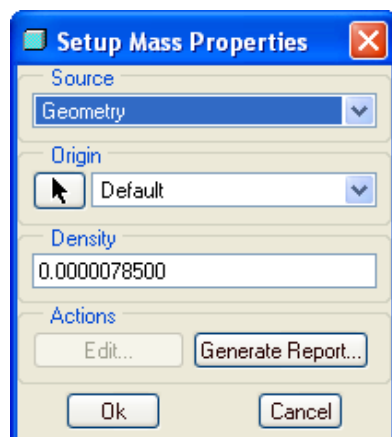 Setup Mass Properties
Source
Geometry
Origin
Default
Density
0.0000078500
Actions
Edit... Generate Report...
Ok Cancel